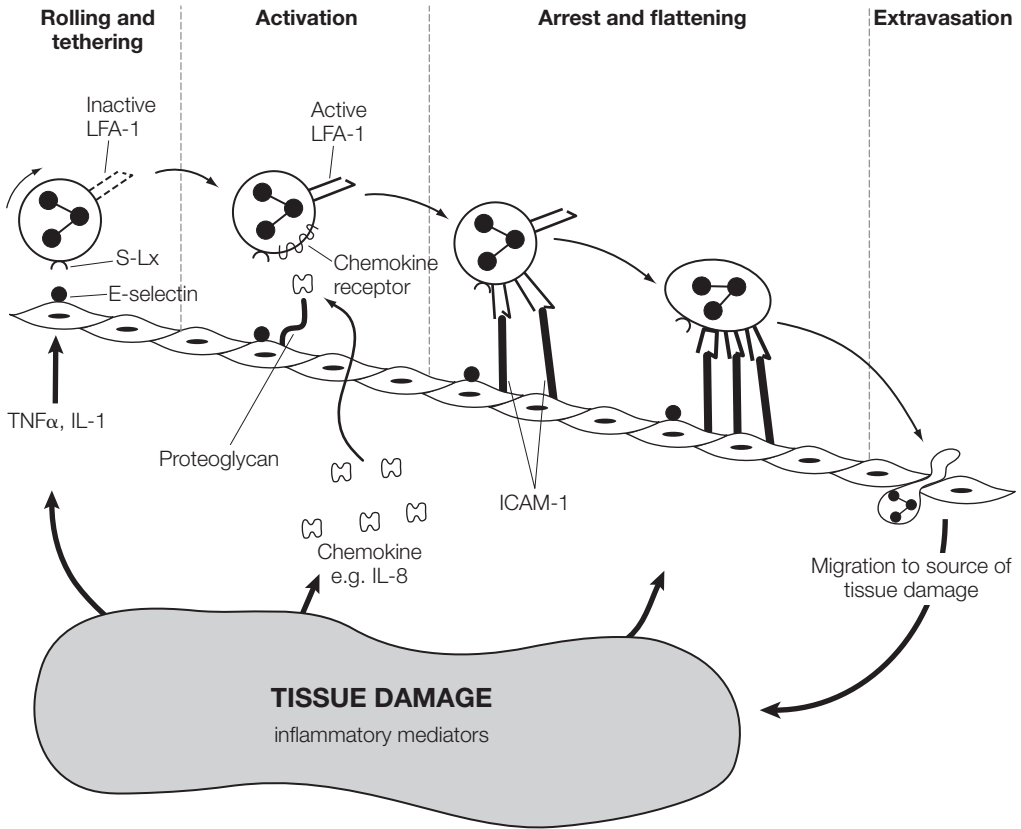 Rolling and
tethering
Activation
Arrest and flattening
Extravasation
Inactive
LFA-1
Active
LFA-1
S-Lx
E-selectin
Chemokine
receptor
TNFα, IL-1
Proteoglycan
ICAM-1
Chemokine
e.g. IL-8
Migration to source of
tissue damage
TISSUE DAMAGE
inflammatory mediators